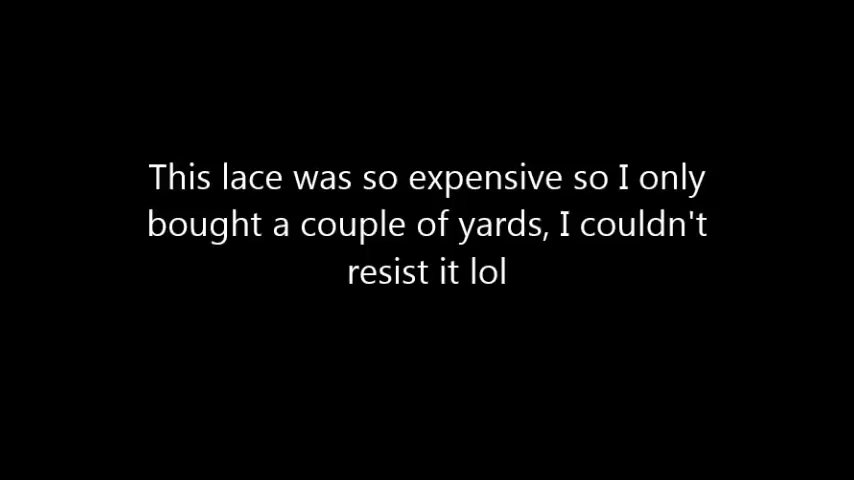 This lace was so expensive so I only
bought a couple of yards, I couldn't
resist it lol